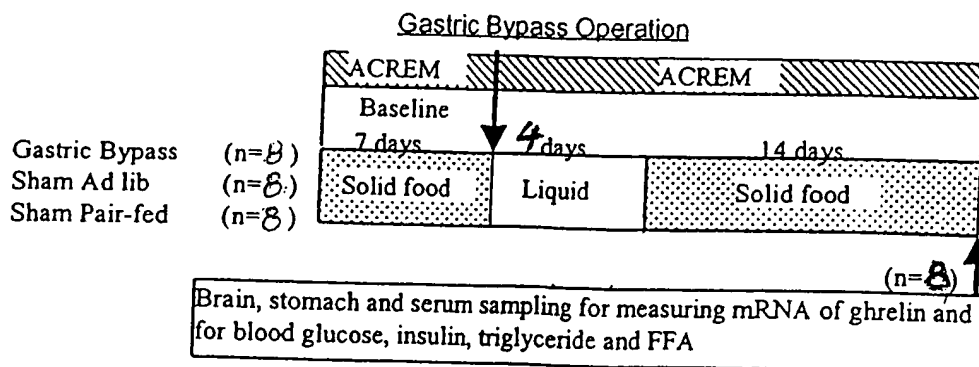 Gastric Bypass Operation
ACREM ACREM
Baseline
7 days 4 days 14 days
Gastric Bypass (n=8)
Sham Ad lib (n=8)
Sham Pair-fed (n=8)
Solid food Liquid Solid food
(n=8)
Brain, stomach and serum sampling for measuring mRNA of ghrelin and
for blood glucose, insulin, triglyceride and FFA